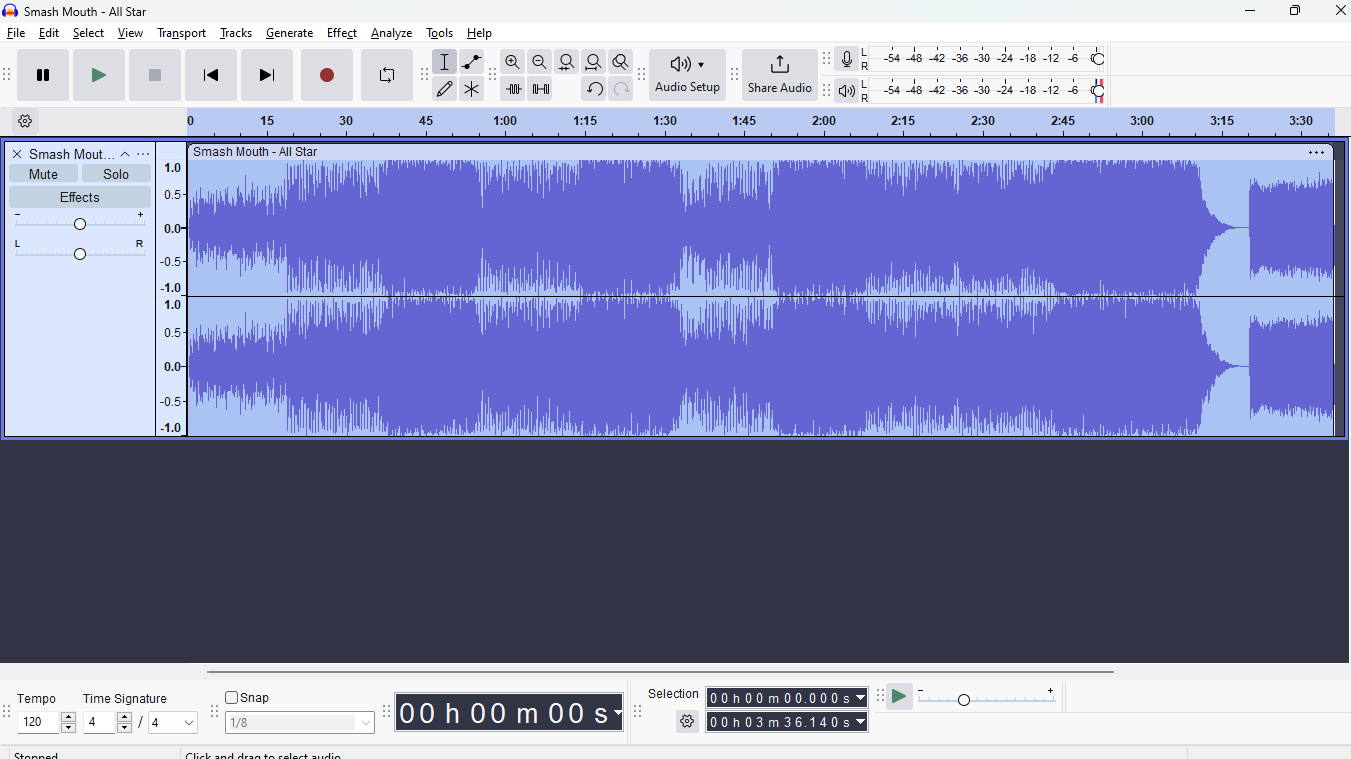 Smash Mouth - All Star
File Edit Select View Transport Tracks Generate Effect Analyze Tools Help
Audio Setup
Share Audio
L
R
-54 -48 -42 -36 -30 -24 -18 -12 -6 0
L
R
-54 -48 -42 -36 -30 -24 -18 -12 -6 0
0 15 30 45 1:00 1:15 1:30 1:45 2:00 2:15 2:30 2:45 3:00 3:15 3:30
Smash Mout...
Mute Solo
Effects
- +
L R
1.0
0.5
0.0
-0.5
-1.0
1.0
0.5
0.0
-0.5
-1.0
Smash Mouth - All Star
Tempo
120
Time Signature
4 / 4
Snap
1/8
00 h 00 m 00 s
Selection
00 h 00 m 00.000 s
00 h 03 m 36.140 s
- +
Stopped
Click and drag to select audio